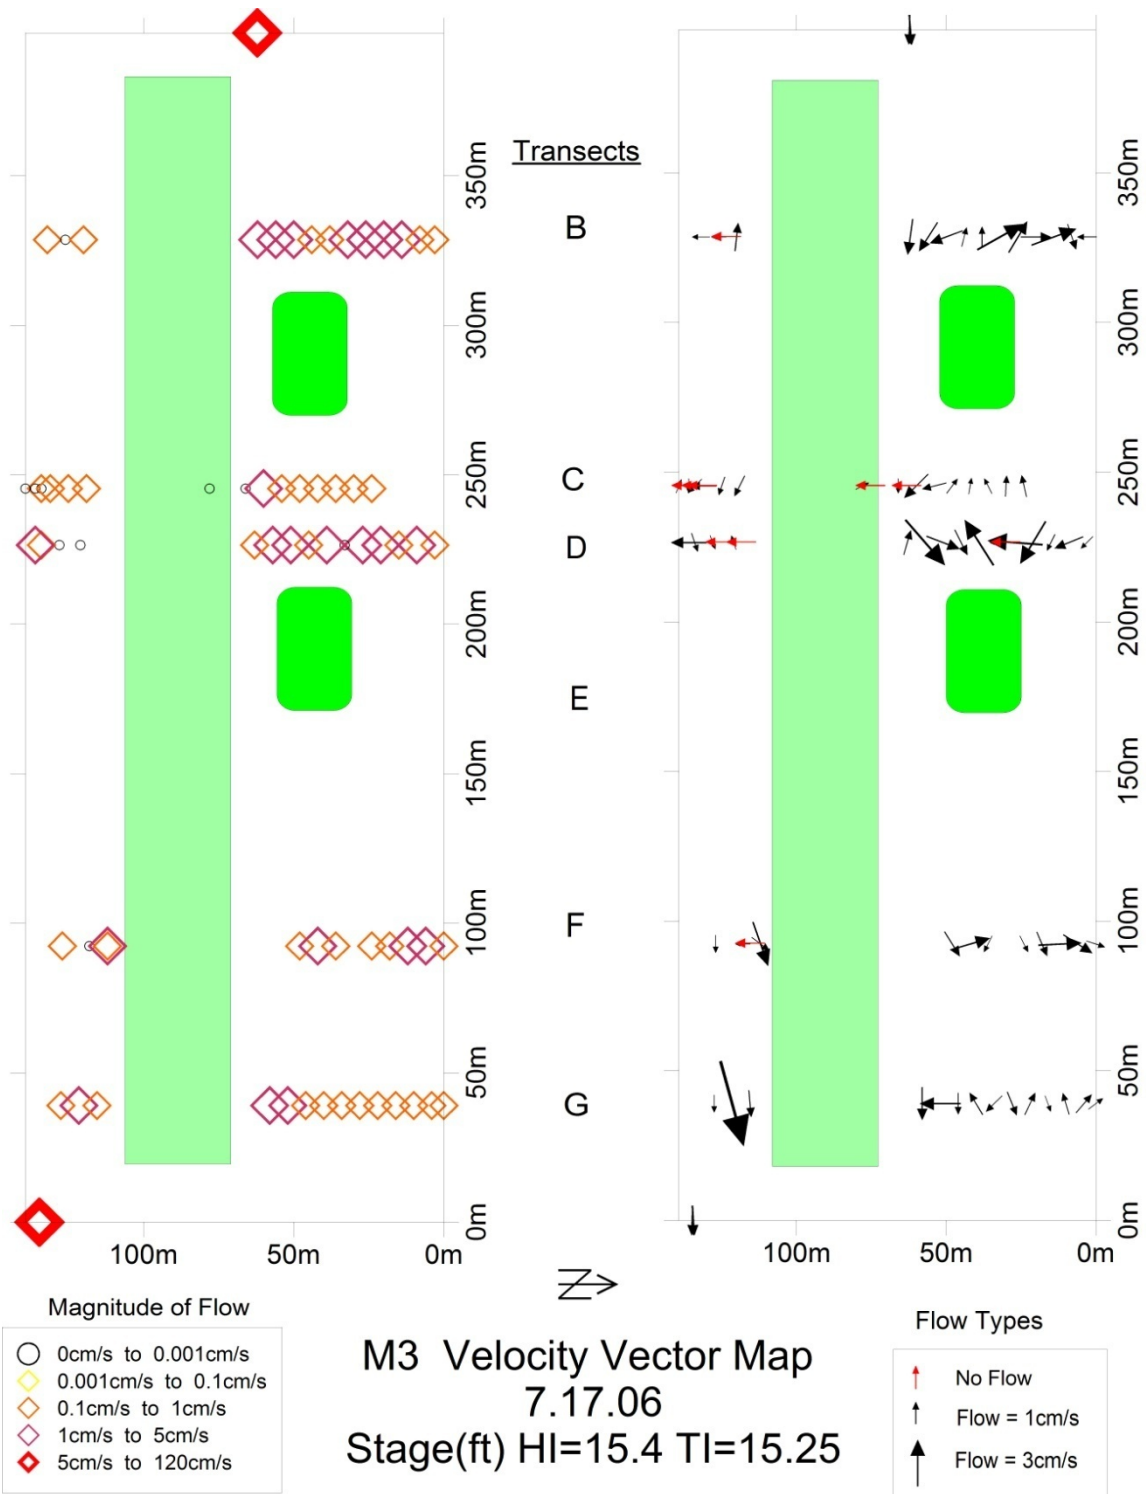 Transects
350m
300m
250m
200m
150m
100m
50m
0m
100m
50m
0m
B
C
D
E
F
G
350m
300m
250m
200m
150m
100m
50m
0m
100m
50m
0m
Z
Magnitude of Flow
0cm/s to 0.001cm/s
0.001cm/s to 0.1cm/s
0.1cm/s to 1cm/s
1cm/s to 5cm/s
5cm/s to 120cm/s
M3 Velocity Vector Map
7.17.06
Stage(ft) HI=15.4 TI=15.25
Flow Types
No Flow
Flow = 1cm/s
Flow = 3cm/s